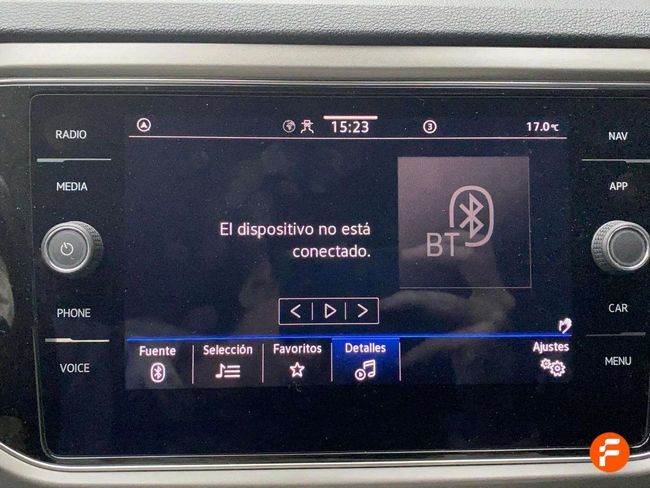 RADIO
MEDIA
PHONE
VOICE
15:23
3
17.0°C
El dispositivo no está
conectado.
BT
Fuente
Selección
Favoritos
Detalles
Ajustes
NAV
APP
CAR
MENU